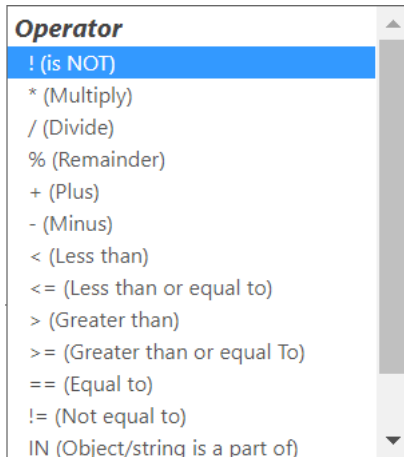 Operator
! (is NOT)
* (Multiply)
/ (Divide)
% (Remainder)
+ (Plus)
- (Minus)
< (Less than)
<= (Less than or equal to)
> (Greater than)
>= (Greater than or equal To)
== (Equal to)
!= (Not equal to)
IN (Object/string is a part of)